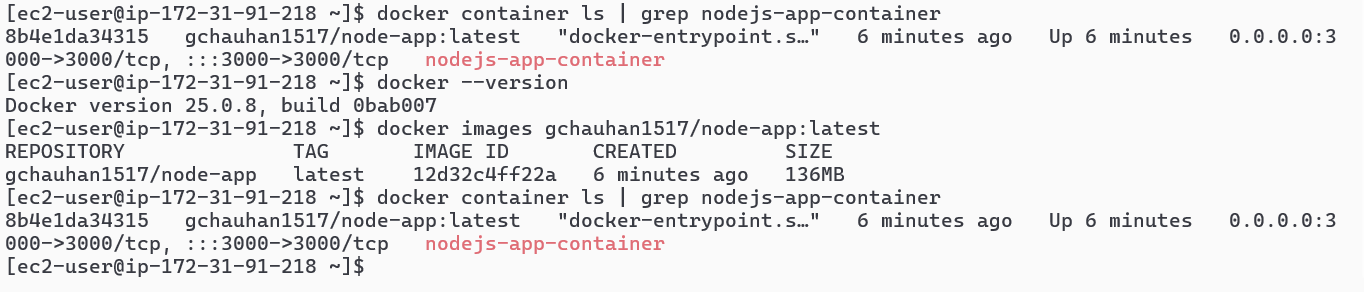 [ec2-user@ip-172-31-91-218 ~]$ docker container ls | grep nodejs-app-container
8b4e1da34315   gchauhan1517/node-app:latest   "docker-entrypoint.s…"   6 minutes ago   Up 6 minutes   0.0.0.0:3
000->3000/tcp, :::3000->3000/tcp   nodejs-app-container
[ec2-user@ip-172-31-91-218 ~]$ docker --version
Docker version 25.0.8, build 0bab007
[ec2-user@ip-172-31-91-218 ~]$ docker images gchauhan1517/node-app:latest
REPOSITORY              TAG       IMAGE ID       CREATED         SIZE
gchauhan1517/node-app   latest    12d32c4ff22a   6 minutes ago   136MB
[ec2-user@ip-172-31-91-218 ~]$ docker container ls | grep nodejs-app-container
8b4e1da34315   gchauhan1517/node-app:latest   "docker-entrypoint.s…"   6 minutes ago   Up 6 minutes   0.0.0.0:3
000->3000/tcp, :::3000->3000/tcp   nodejs-app-container
[ec2-user@ip-172-31-91-218 ~]$